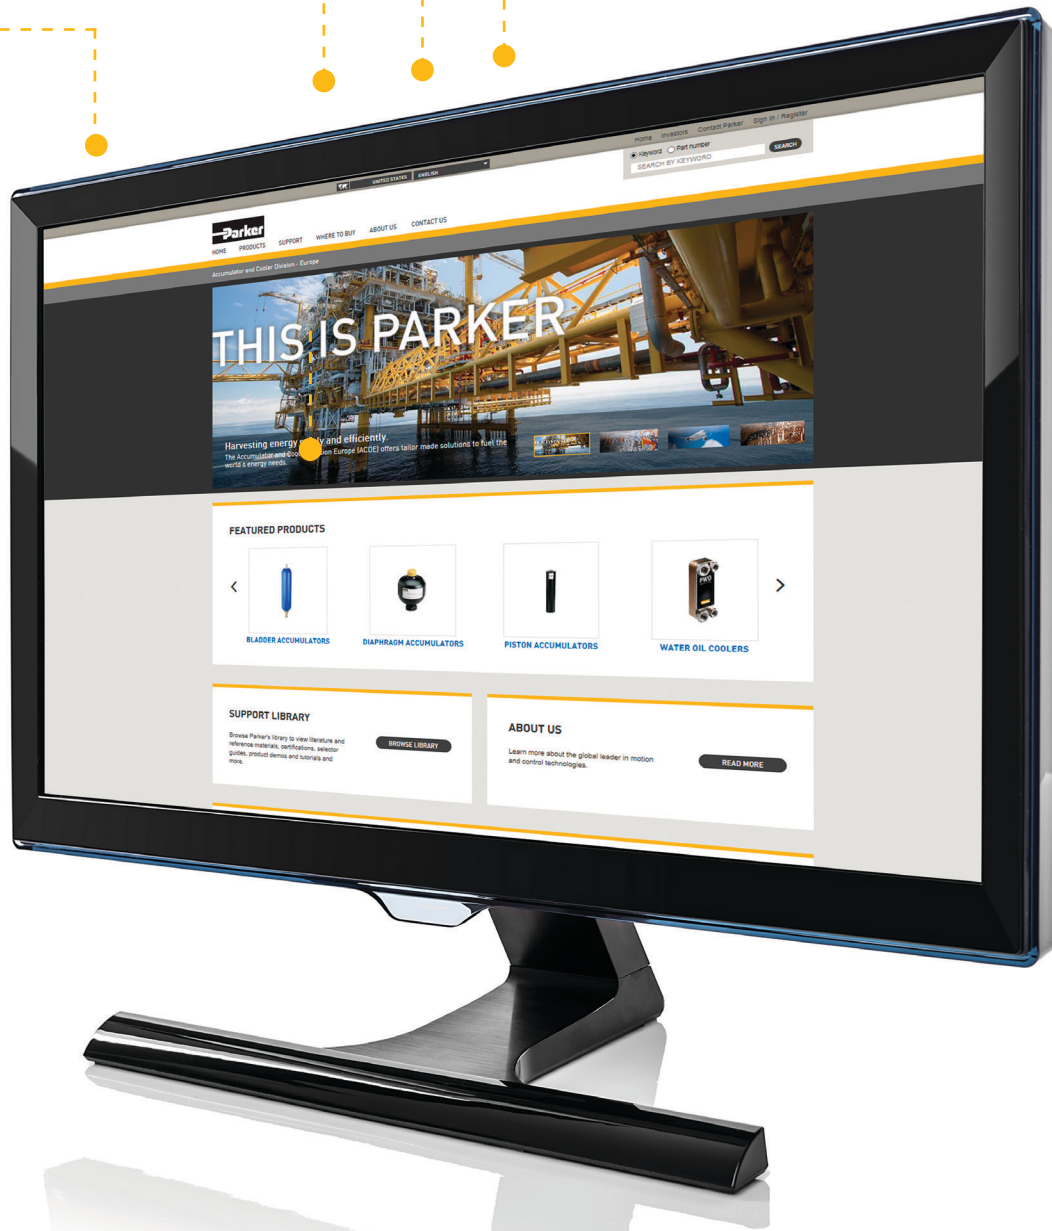 Home Investors Contact Parker Sign In / Register
Keyword Part number
SEARCH BY KEYWORD
SEARCH
UNITED STATES ENGLISH
Parker
HOME PRODUCTS SUPPORT WHERE TO BUY ABOUT US CONTACT US
Accumulator and Cooler Division - Europe
THIS IS PARKER
Harvesting energy and efficiently.
The Accumulator and Europe (ACDE) offers tailor made solutions to fuel the
world's energy needs.
FEATURED PRODUCTS
BLADDER ACCUMULATORS
DIAPHRAGM ACCUMULATORS
PISTON ACCUMULATORS
WATER OIL COOLERS
SUPPORT LIBRARY
Browse Parker's library to view literature and
reference materials, certifications, selector
guides, product demos and tutorials and
more.
BROWSE LIBRARY
ABOUT US
Learn more about the global leader in motion
and control technologies.
READ MORE